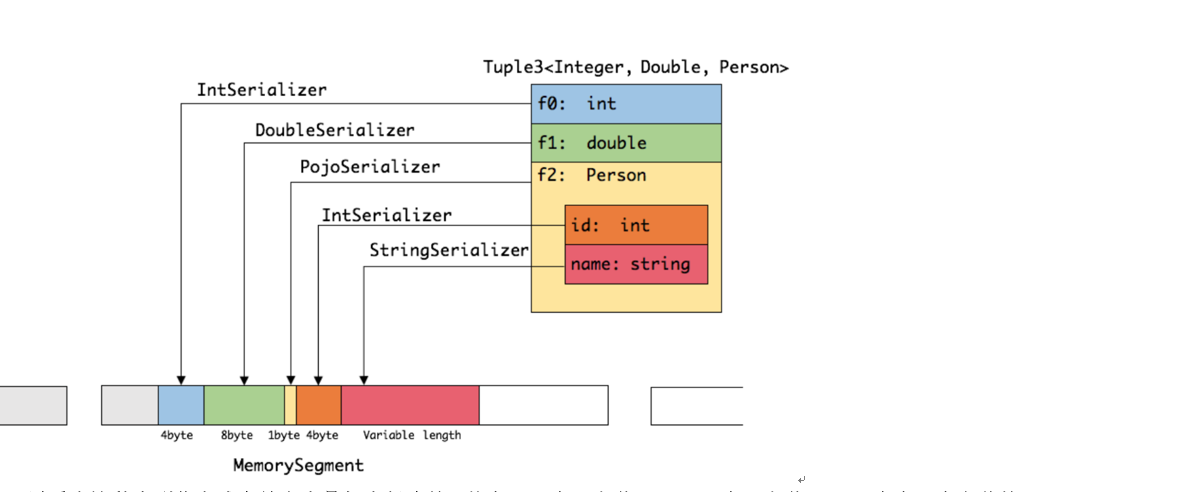 Tuple3<Integer, Double, Person>
IntSerializer
f0: int
DoubleSerializer
f1: double
PojoSerializer
f2: Person
IntSerializer
id: int
StringSerializer
name: string
4byte 8byte 1byte 4byte Variable length
MemorySegment